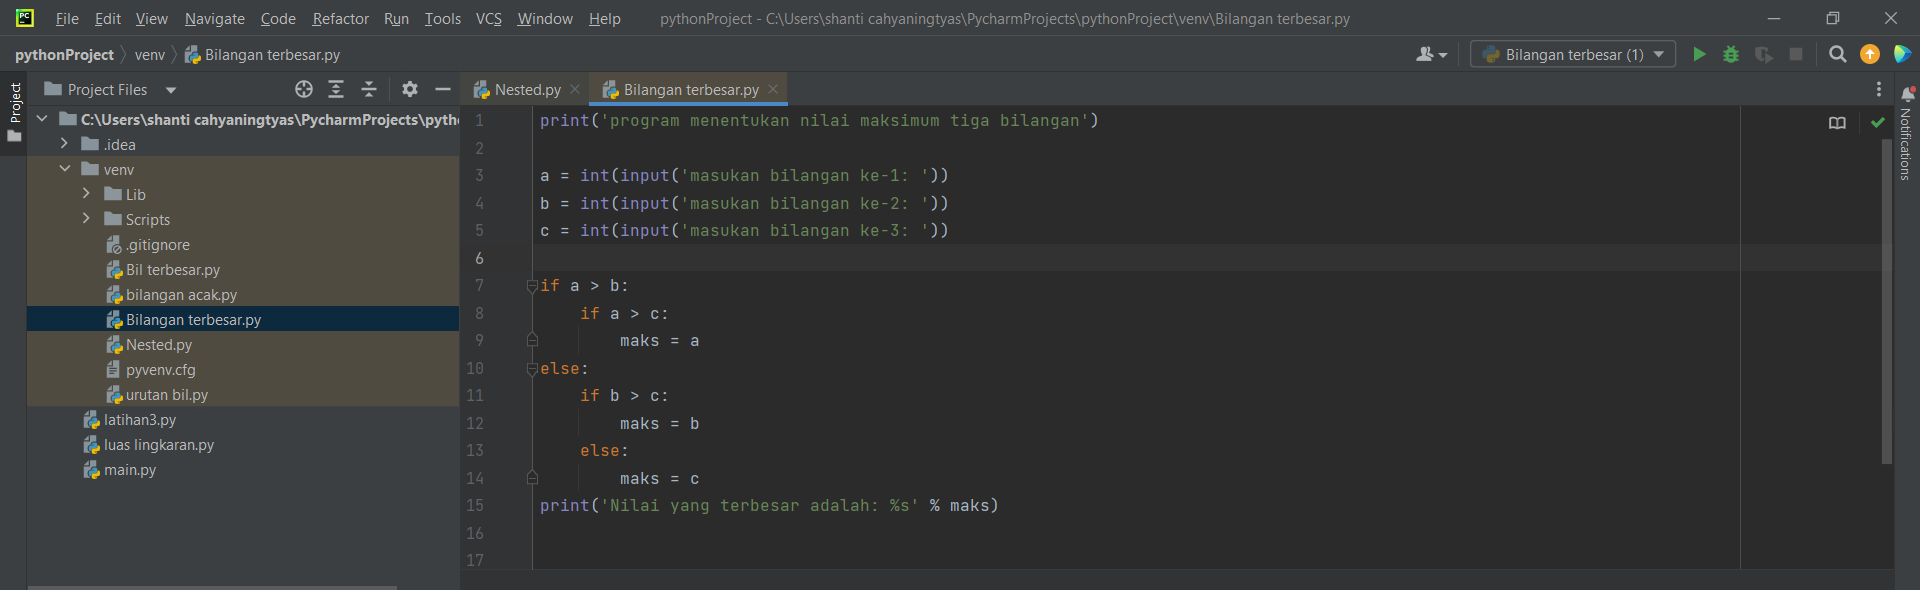 PC File Edit View Navigate Code Refactor Run Tools VCS Window Help pythonProject - C:\Users\shanti cahyaningtyas\PycharmProjects\pythonProject\venv\Bilangan terbesar.py
pythonProject venv Bilangan terbesar.py Bilangan terbesar (1)
Project
Project Files
Nested.py Bilangan terbesar.py
Notifications
C:\Users\shanti cahyaningtyas\PycharmProjects\pyth
.idea
venv
Lib
Scripts
.gitignore
Bil terbesar.py
bilangan acak.py
Bilangan terbesar.py
Nested.py
pyvenv.cfg
urutan bil.py
latihan3.py
luas lingkaran.py
main.py
1 print('program menentukan nilai maksimum tiga bilangan')
2
3 a = int(input('masukan bilangan ke-1: '))
4 b = int(input('masukan bilangan ke-2: '))
5 c = int(input('masukan bilangan ke-3: '))
6
7 if a > b:
8 if a > c:
9 maks = a
10 else:
11 if b > c:
12 maks = b
13 else:
14 maks = c
15 print('Nilai yang terbesar adalah: %s' % maks)
16
17